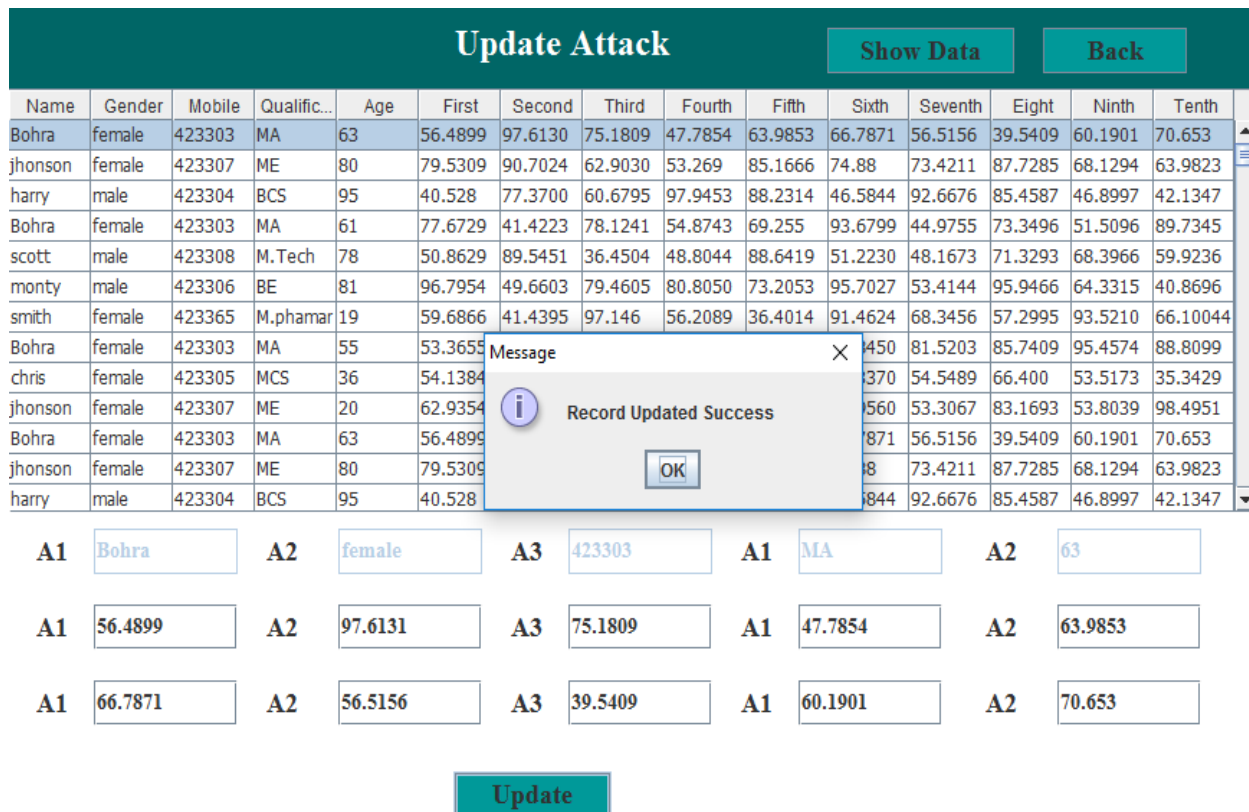 Update Attack Show Data Back
Name Gender Mobile Qualific... Age First Second Third Fourth Fifth Sixth Seventh Eight Ninth Tenth
Bohra female 423303 MA 63 56.4899 97.6130 75.1809 47.7854 63.9853 66.7871 56.5156 39.5409 60.1901 70.653
jhonson female 423307 ME 80 79.5309 90.7024 62.9030 53.269 85.1666 74.88 73.4211 87.7285 68.1294 63.9823
harry male 423304 BCS 95 40.528 77.3700 60.6795 97.9453 88.2314 46.5844 92.6676 85.4587 46.8997 42.1347
Bohra female 423303 MA 61 77.6729 41.4223 78.1241 54.8743 69.255 93.6799 44.9755 73.3496 51.5096 89.7345
scott male 423308 M.Tech 78 50.8629 89.5451 36.4504 48.8044 88.6419 51.2230 48.1673 71.3293 68.3966 59.9236
monty male 423306 BE 81 96.7954 49.6603 79.4605 80.8050 73.2053 95.7027 53.4144 95.9466 64.3315 40.8696
smith female 423365 M.phamar 19 59.6866 41.4395 97.146 56.2089 36.4014 91.4624 68.3456 57.2995 93.5210 66.10044
Bohra female 423303 MA 55 53.3655 Message 450 81.5203 85.7409 95.4574 88.8099
chris female 423305 MCS 36 54.1384 370 54.5489 66.400 53.5173 35.3429
jhonson female 423307 ME 20 62.9354 Record Updated Success 560 53.3067 83.1693 53.8039 98.4951
Bohra female 423303 MA 63 56.4899 871 56.5156 39.5409 60.1901 70.653
jhonson female 423307 ME 80 79.5309 OK 8 73.4211 87.7285 68.1294 63.9823
harry male 423304 BCS 95 40.528 844 92.6676 85.4587 46.8997 42.1347
A1 Bohra A2 female A3 423303 A1 MA A2 63
A1 56.4899 A2 97.6131 A3 75.1809 A1 47.7854 A2 63.9853
A1 66.7871 A2 56.5156 A3 39.5409 A1 60.1901 A2 70.653
Update